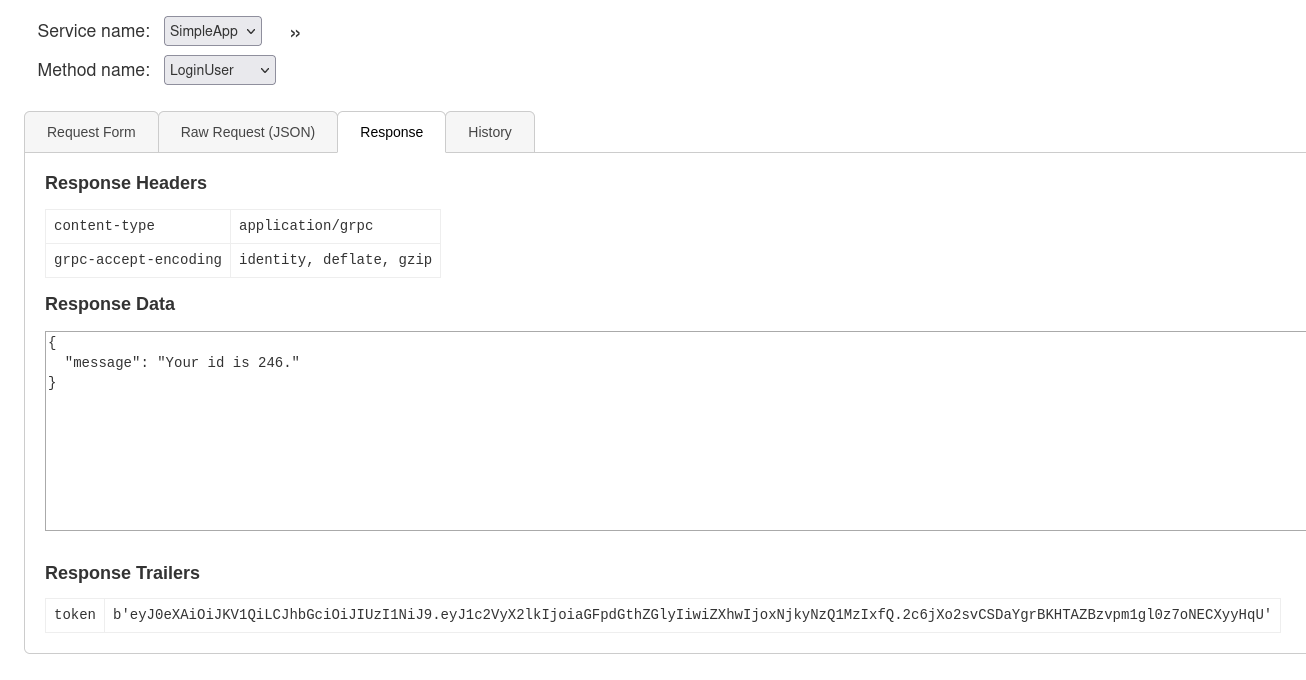 Service name: SimpleApp »
Method name: LoginUser
Request Form Raw Request (JSON) Response History
Response Headers
content-type application/grpc
grpc-accept-encoding identity, deflate, gzip
Response Data
{
  "message": "Your id is 246."
}
Response Trailers
token b'eyJ0eXAiOiJKV1QiLCJhbGciOiJIUzI1NiJ9.eyJ1c2VyX2lkIjoiaGFpdGthZGlyIiwiZXhwIjoxNjkyNzQ1MzIxfQ.2c6jXo2svCSDaYgrBKHTAZBzvpm1gl0z7oNECXyyHqU'